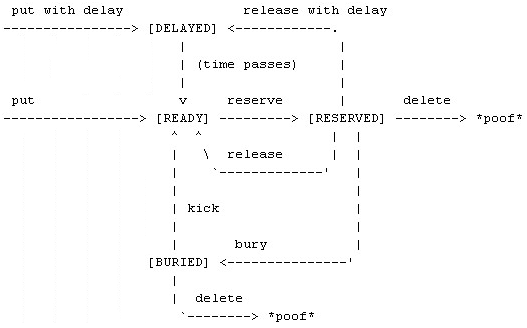 put with delay release with delay
[DELAYED]
(time passes)
put reserve delete
[READY] [RESERVED] *poof*
release
kick
bury
[BURIED]
delete
*poof*